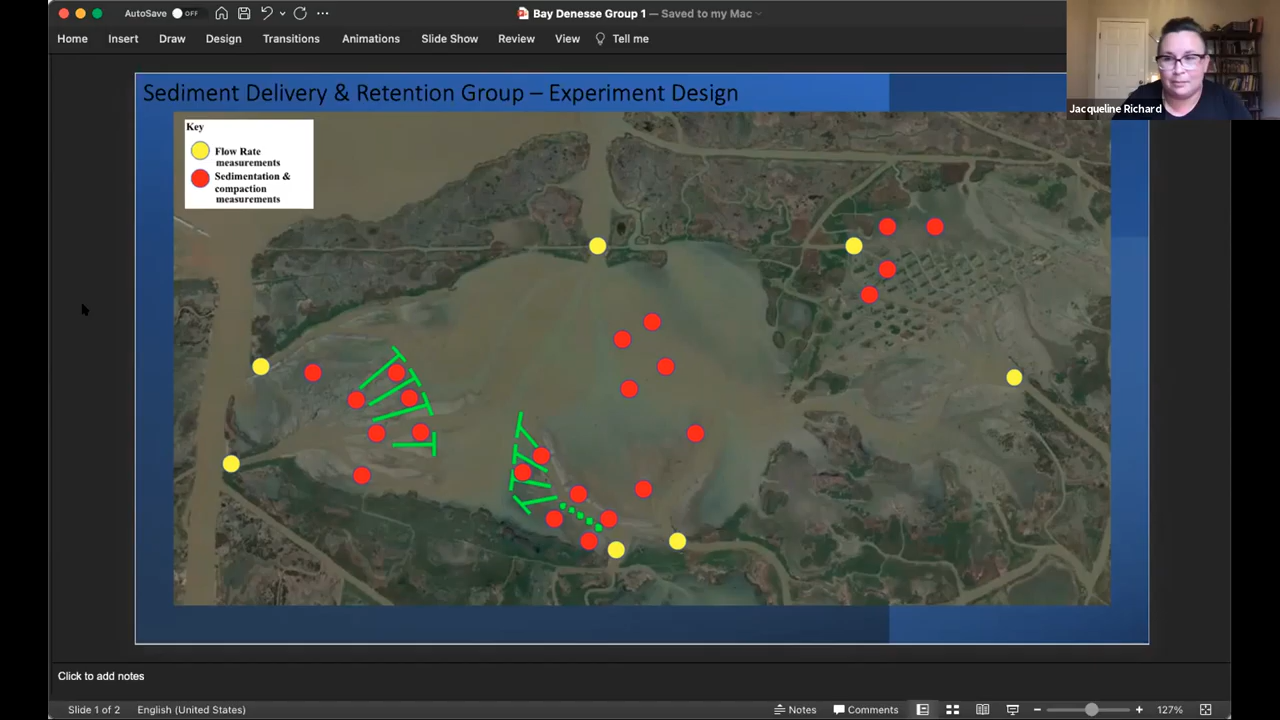 AutoSave OFF
Bay Denesse Group 1 — Saved to my Mac
Home Insert Draw Design Transitions Animations Slide Show Review View Tell me
Jacqueline Richard
Sediment Delivery & Retention Group – Experiment Design
Key
Flow Rate
measurements
Sedimentation &
compaction
measurements
Click to add notes
Slide 1 of 2 English (United States) Notes Comments 127%